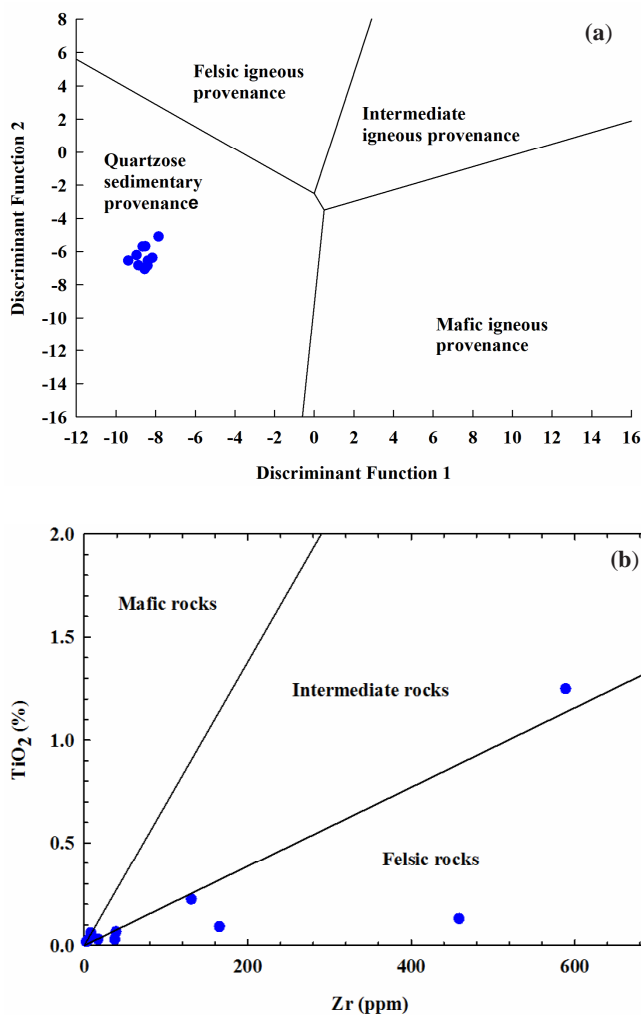 (a)
8
6
4
2
0
-2
-4
-6
-8
-10
-12
-14
-16
Discriminant Function 2
Felsic igneous
provenance
Intermediate
igneous provenance
Quartzose
sedimentary
provenance
Mafic igneous
provenance
-12 -10 -8 -6 -4 -2 0 2 4 6 8 10 12 14 16
Discriminant Function 1
(b)
2.0
1.5
1.0
0.5
0.0
TiO2 (%)
Mafic rocks
Intermediate rocks
Felsic rocks
0 200 400 600
Zr (ppm)